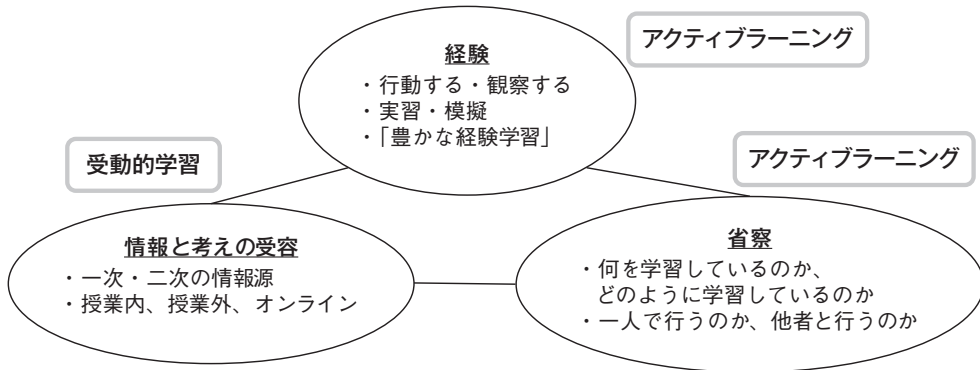 アクティブラーニング
経験
・行動する・観察する
・実習・模擬
・「豊かな経験学習」
受動的学習
アクティブラーニング
情報と考えの受容
・一次・二次の情報源
・授業内、授業外、オンライン
省察
・何を学習しているのか、
どのように学習しているのか
・一人で行うのか、他者と行うのか